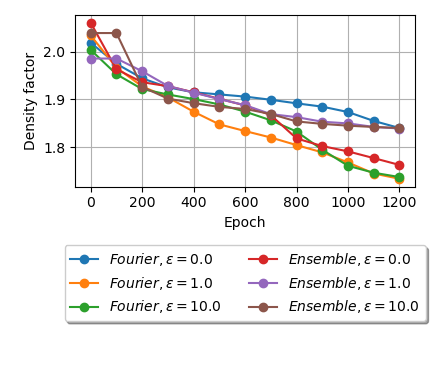 2.0
1.9
1.8
Density factor
0 200 400 600 800 1000 1200
Epoch
Fourier, ε = 0.0 Ensemble, ε = 0.0
Fourier, ε = 1.0 Ensemble, ε = 1.0
Fourier, ε = 10.0 Ensemble, ε = 10.0